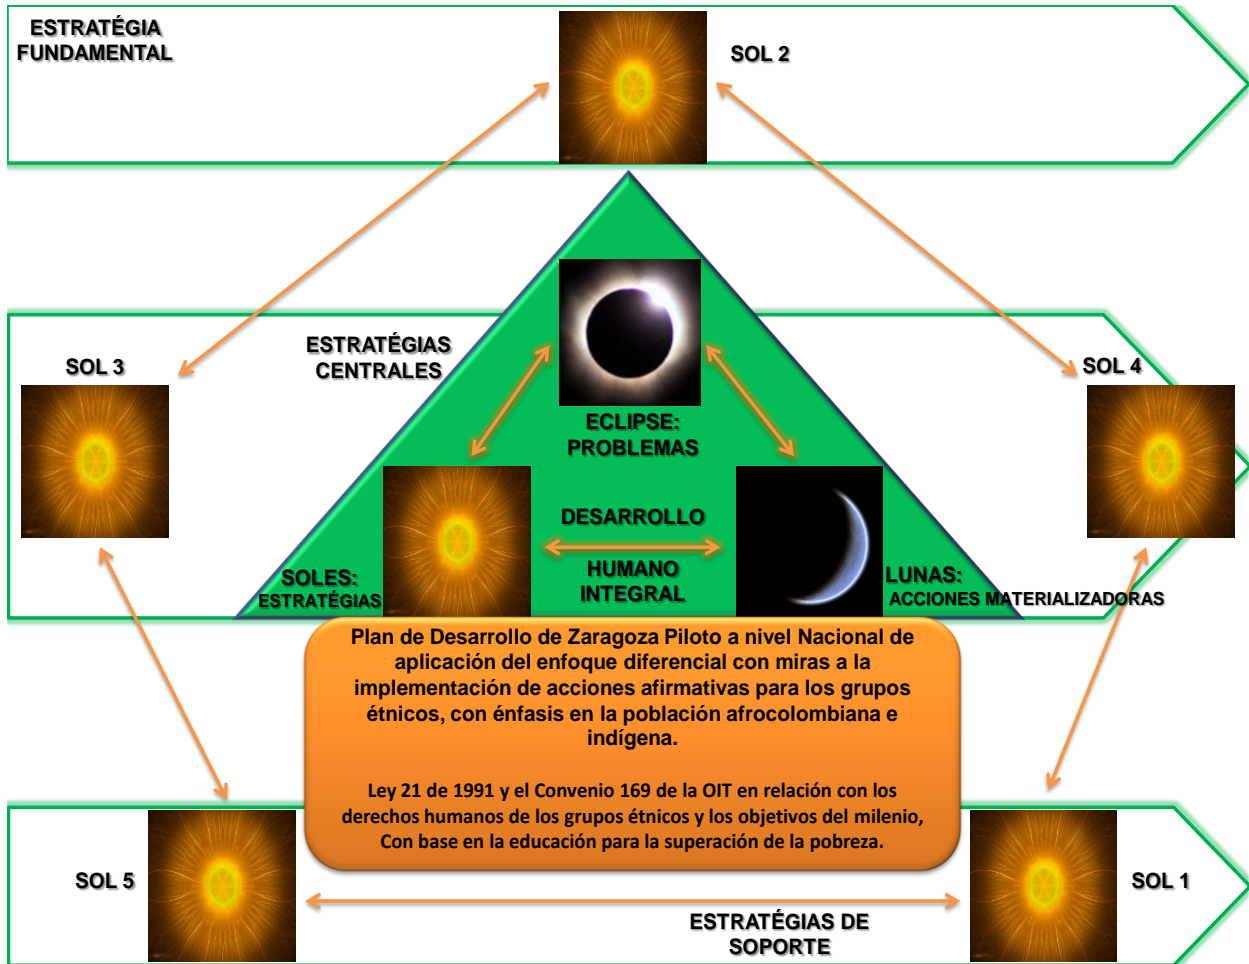 ESTRATÉGIA
FUNDAMENTAL
SOL 2
ESTRATÉGIAS
CENTRALES
SOL 3
SOL 4
ECLIPSE:
PROBLEMAS
DESARROLLO
HUMANO
INTEGRAL
SOLES:
ESTRATÉGIAS
LUNAS:
ACCIONES MATERIALIZADORAS
Plan de Desarrollo de Zaragoza Piloto a nivel Nacional de
aplicación del enfoque diferencial con miras a la
implementación de acciones afirmativas para los grupos
étnicos, con énfasis en la población afrocolombiana e
indígena.
Ley 21 de 1991 y el Convenio 169 de la OIT en relación con los
derechos humanos de los grupos étnicos y los objetivos del milenio,
Con base en la educación para la superación de la pobreza.
SOL 5
SOL 1
ESTRATÉGIAS DE
SOPORTE